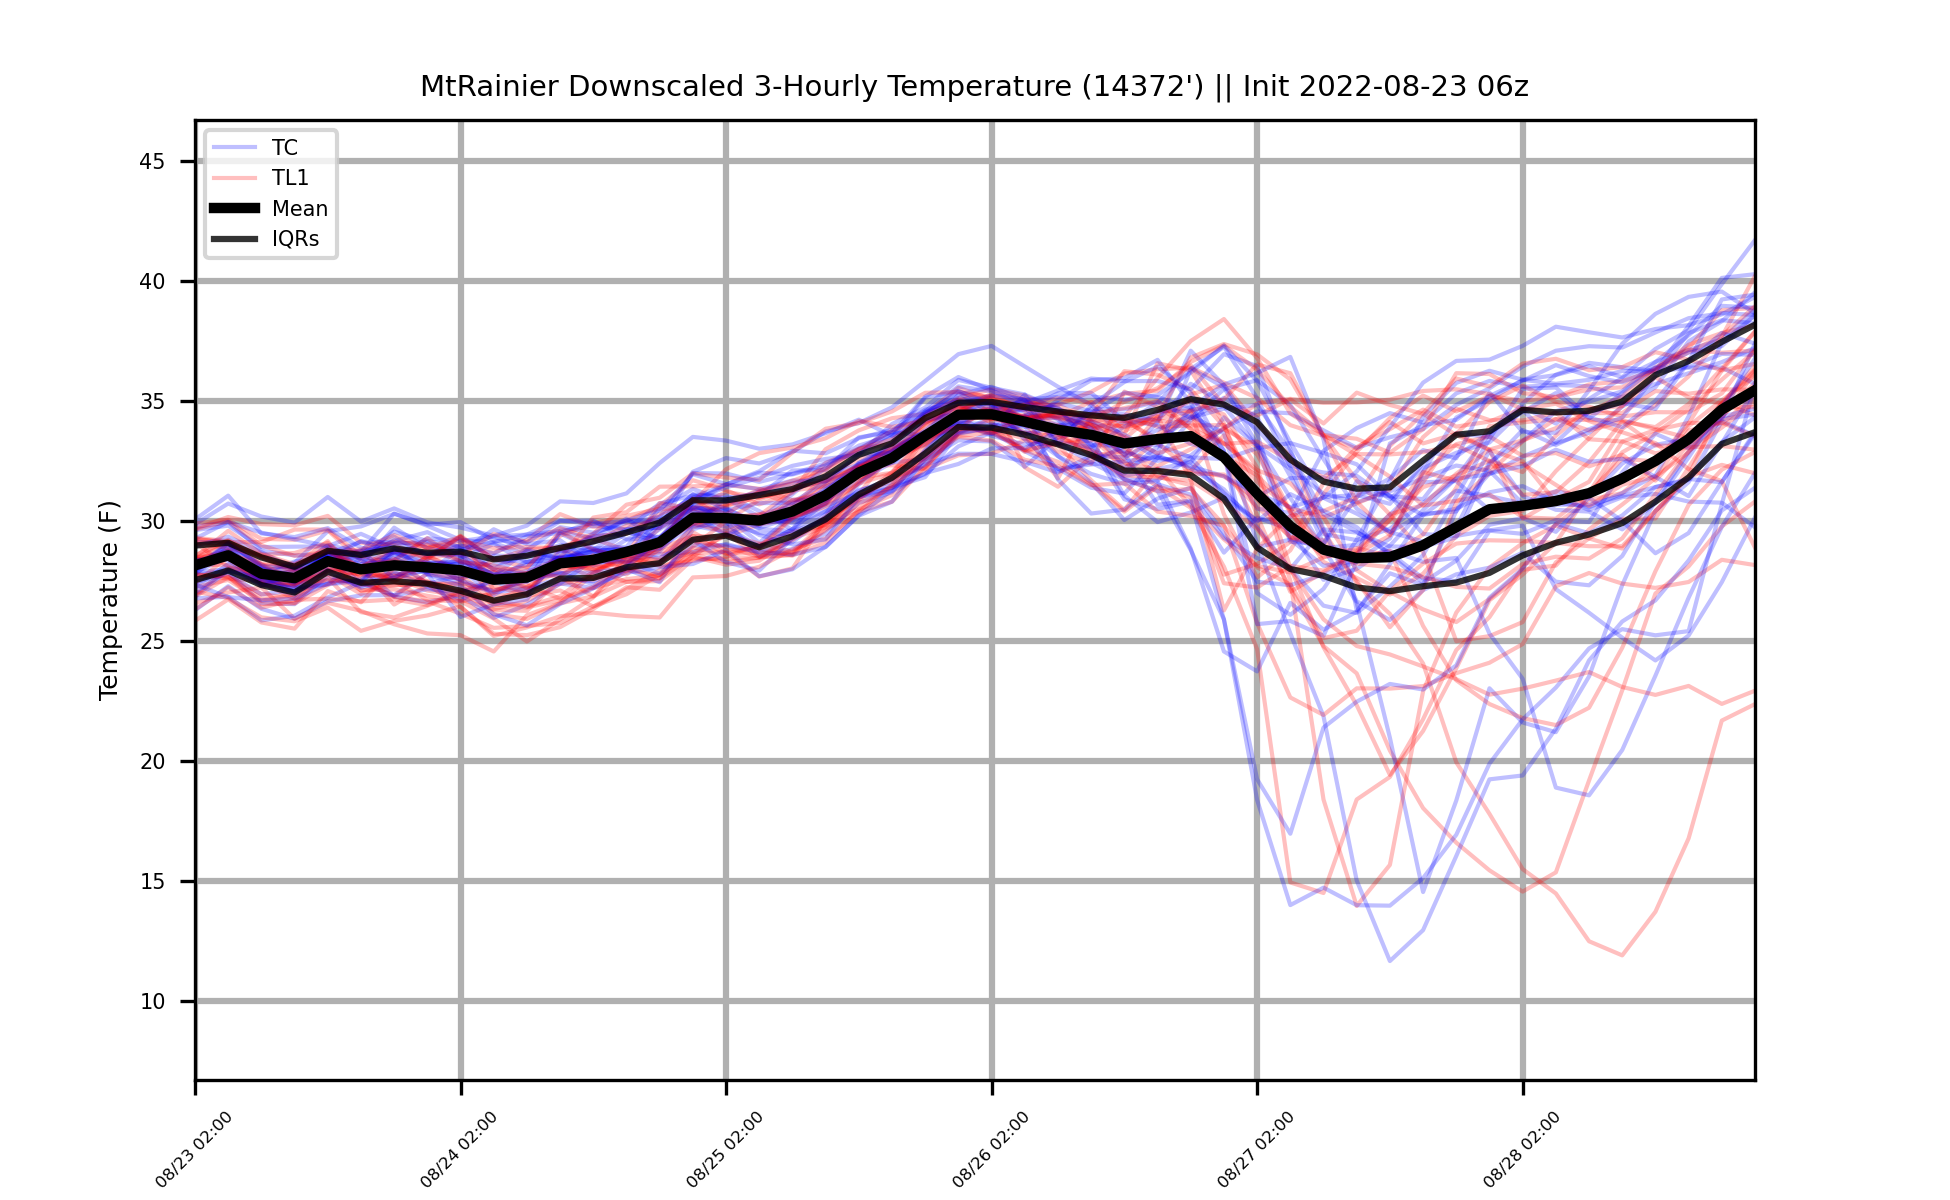 MtRainier Downscaled 3-Hourly Temperature (14372') || Init 2022-08-23 06z
TC
TL1
Mean
IQRs
45
40
35
30
25
20
15
10
Temperature (F)
08/23 02:00
08/24 02:00
08/25 02:00
08/26 02:00
08/27 02:00
08/28 02:00